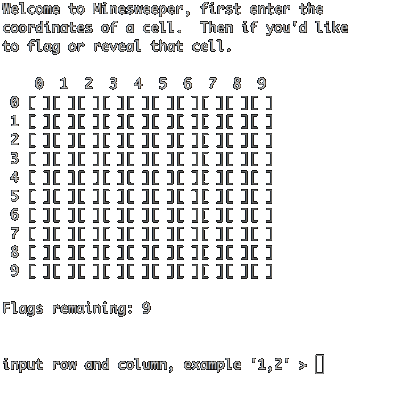 Welcome to Minesweeper, first enter the
coordinates of a cell.  Then if you'd like
to flag or reveal that cell.
0 1 2 3 4 5 6 7 8 9
0 [ ][ ][ ][ ][ ][ ][ ][ ][ ][ ]
1 [ ][ ][ ][ ][ ][ ][ ][ ][ ][ ]
2 [ ][ ][ ][ ][ ][ ][ ][ ][ ][ ]
3 [ ][ ][ ][ ][ ][ ][ ][ ][ ][ ]
4 [ ][ ][ ][ ][ ][ ][ ][ ][ ][ ]
5 [ ][ ][ ][ ][ ][ ][ ][ ][ ][ ]
6 [ ][ ][ ][ ][ ][ ][ ][ ][ ][ ]
7 [ ][ ][ ][ ][ ][ ][ ][ ][ ][ ]
8 [ ][ ][ ][ ][ ][ ][ ][ ][ ][ ]
9 [ ][ ][ ][ ][ ][ ][ ][ ][ ][ ]
Flags remaining: 9
input row and column, example '1,2' >